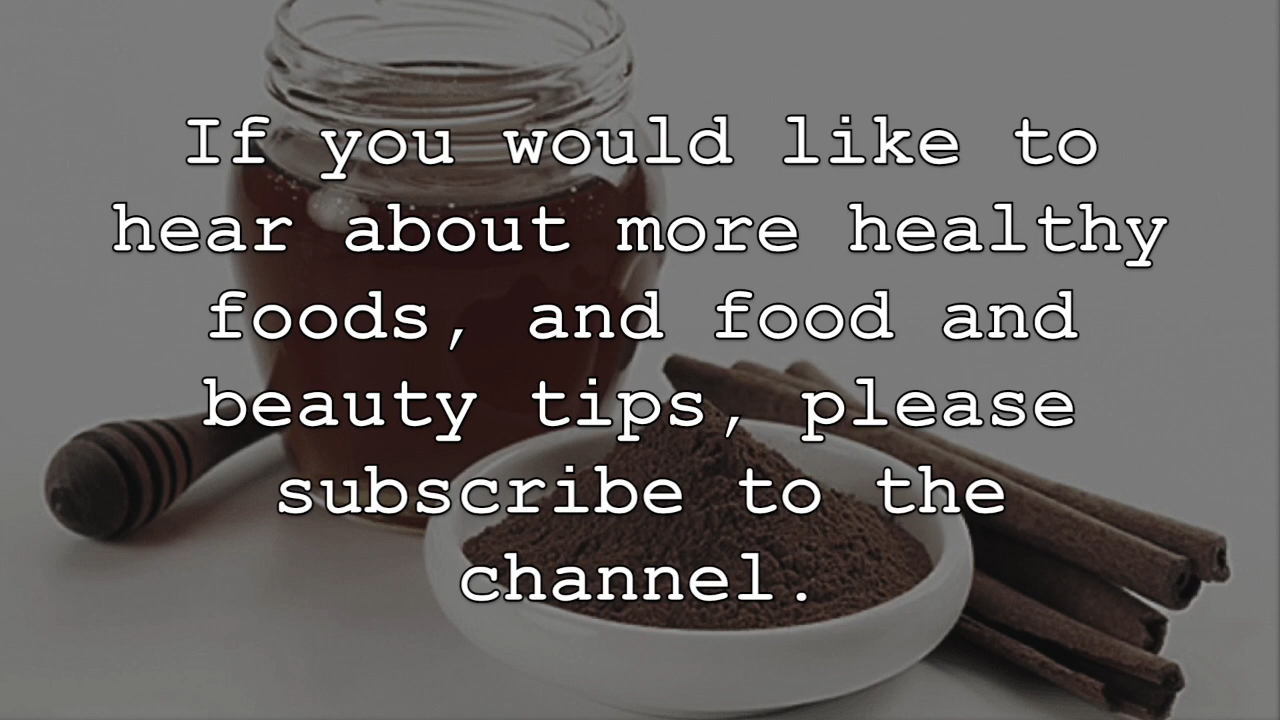 If you would like to
hear about more healthy
foods, and food and
beauty tips, please
subscribe to the
channel.